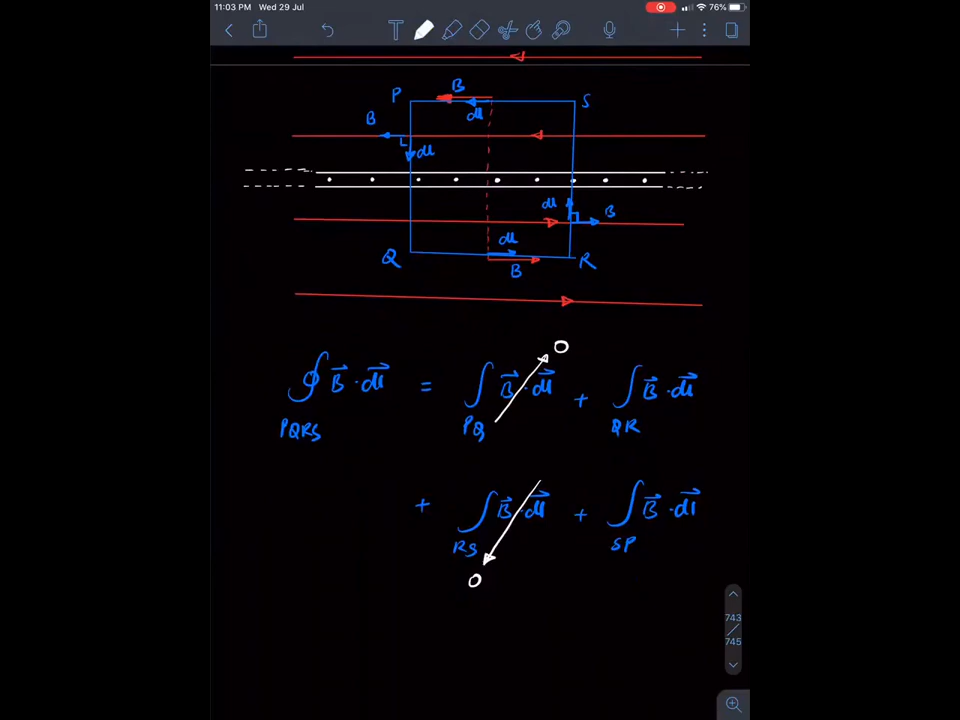 11:03 PM Wed 29 Jul 76%
T
P B S
dl
B
dl
dl B
Q dl R
B
∮ B⃗ · dl⃗ = ∫ B⃗ · dl⃗ + ∫ B⃗ · dl⃗
0
PQRS PQ QR
+ ∫ B⃗ · dl⃗ + ∫ B⃗ · dl⃗
RS SP
0
743
745